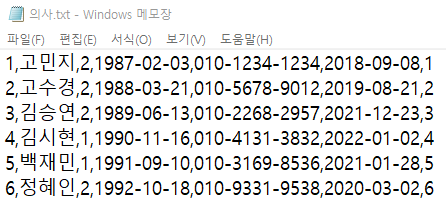 의사.txt - Windows 메모장
파일(F) 편집(E) 서식(O) 보기(V) 도움말(H)
1,고민지,2,1987-02-03,010-1234-1234,2018-09-08,1
2,고수경,2,1988-03-21,010-5678-9012,2019-08-21,2
3,김승연,2,1989-06-13,010-2268-2957,2021-12-23,3
4,김시현,1,1990-11-16,010-4131-3832,2022-01-02,4
5,백재민,1,1991-09-10,010-3169-8536,2021-01-28,5
6,정혜인,2,1992-10-18,010-9331-9538,2020-03-02,6